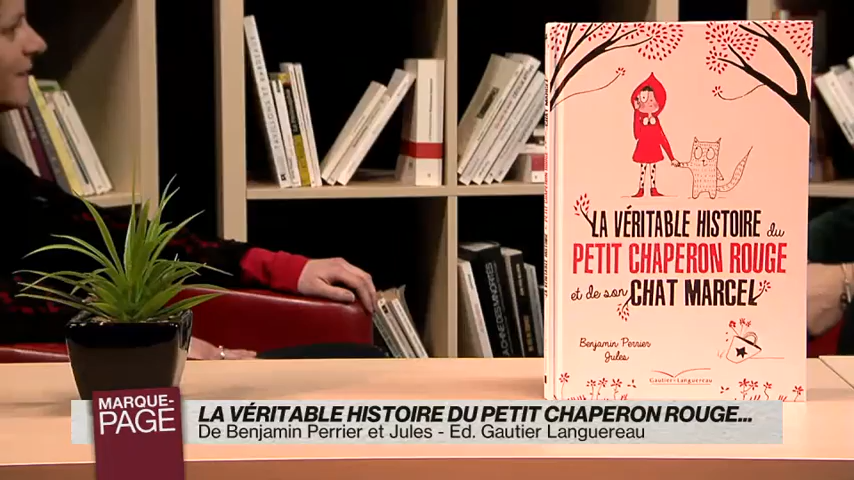 LA VÉRITABLE HISTOIRE du
PETIT CHAPERON ROUGE
et de son
CHAT MARCEL
Benjamin Perrier
Jules
Gautier Languereau
MARQUE-
PAGE
LA VÉRITABLE HISTOIRE DU PETIT CHAPERON ROUGE...
De Benjamin Perrier et Jules - Ed. Gautier Languereau